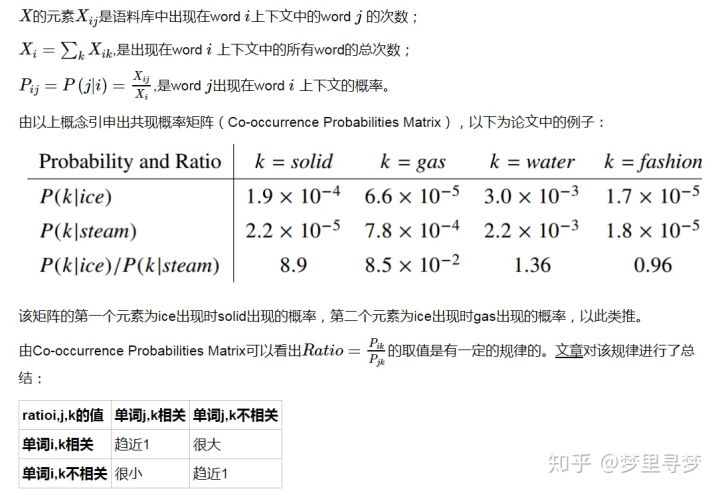 X的元素X_{ij}是语料库中出现在word i上下文中的word j 的次数；
X_i = ∑_k X_{ik},是出现在word i 上下文中的所有word的总次数；
P_{ij} = P (j|i) = \frac{X_{ij}}{X_i},是word j出现在word i 上下文的概率。
由以上概念引申出共现概率矩阵（Co-occurrence Probabilities Matrix），以下为论文中的例子：
Probability and Ratio k = solid k = gas k = water k = fashion
P(k|ice) 1.9 × 10^{−4} 6.6 × 10^{−5} 3.0 × 10^{−3} 1.7 × 10^{−5}
P(k|steam) 2.2 × 10^{−5} 7.8 × 10^{−4} 2.2 × 10^{−3} 1.8 × 10^{−5}
P(k|ice)/P(k|steam) 8.9 8.5 × 10^{−2} 1.36 0.96
该矩阵的第一个元素为ice出现时solid出现的概率，第二个元素为ice出现时gas出现的概率，以此类推。
由Co-occurrence Probabilities Matrix可以看出Ratio = \frac{P_{ik}}{P_{jk}}的取值是有一定的规律的。文章对该规律进行了总
结：
ratioi,j,k的值 单词j,k相关 单词j,k不相关
单词i,k相关 趋近1 很大
单词i,k不相关 很小 趋近1
知乎 @梦里寻梦